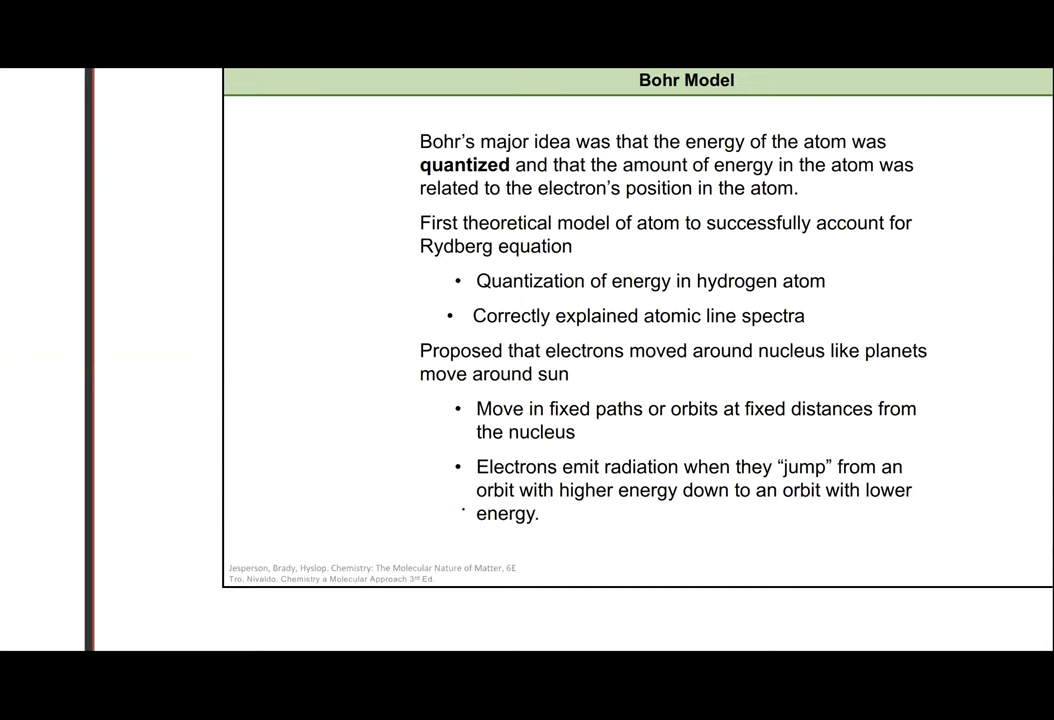 Bohr Model
Bohr’s major idea was that the energy of the atom was
quantized and that the amount of energy in the atom was
related to the electron’s position in the atom.
First theoretical model of atom to successfully account for
Rydberg equation
• Quantization of energy in hydrogen atom
• Correctly explained atomic line spectra
Proposed that electrons moved around nucleus like planets
move around sun
• Move in fixed paths or orbits at fixed distances from
the nucleus
• Electrons emit radiation when they “jump” from an
orbit with higher energy down to an orbit with lower
energy.
Jesperson, Brady, Hyslop. Chemistry: The Molecular Nature of Matter, 6E
Tro, Nivaldo. Chemistry a Molecular Approach 3rd Ed.